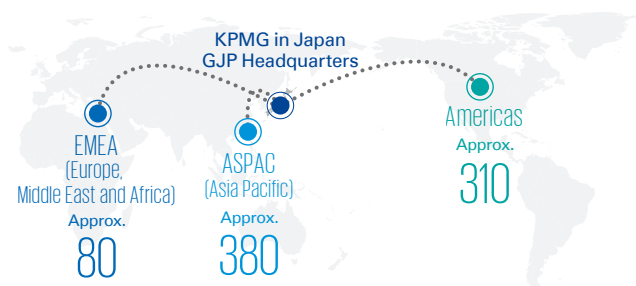 KPMG in Japan
GJP Headquarters
EMEA
(Europe,
Middle East and Africa)
Approx.
80
ASPAC
(Asia Pacific)
Approx.
380
Americas
Approx.
310